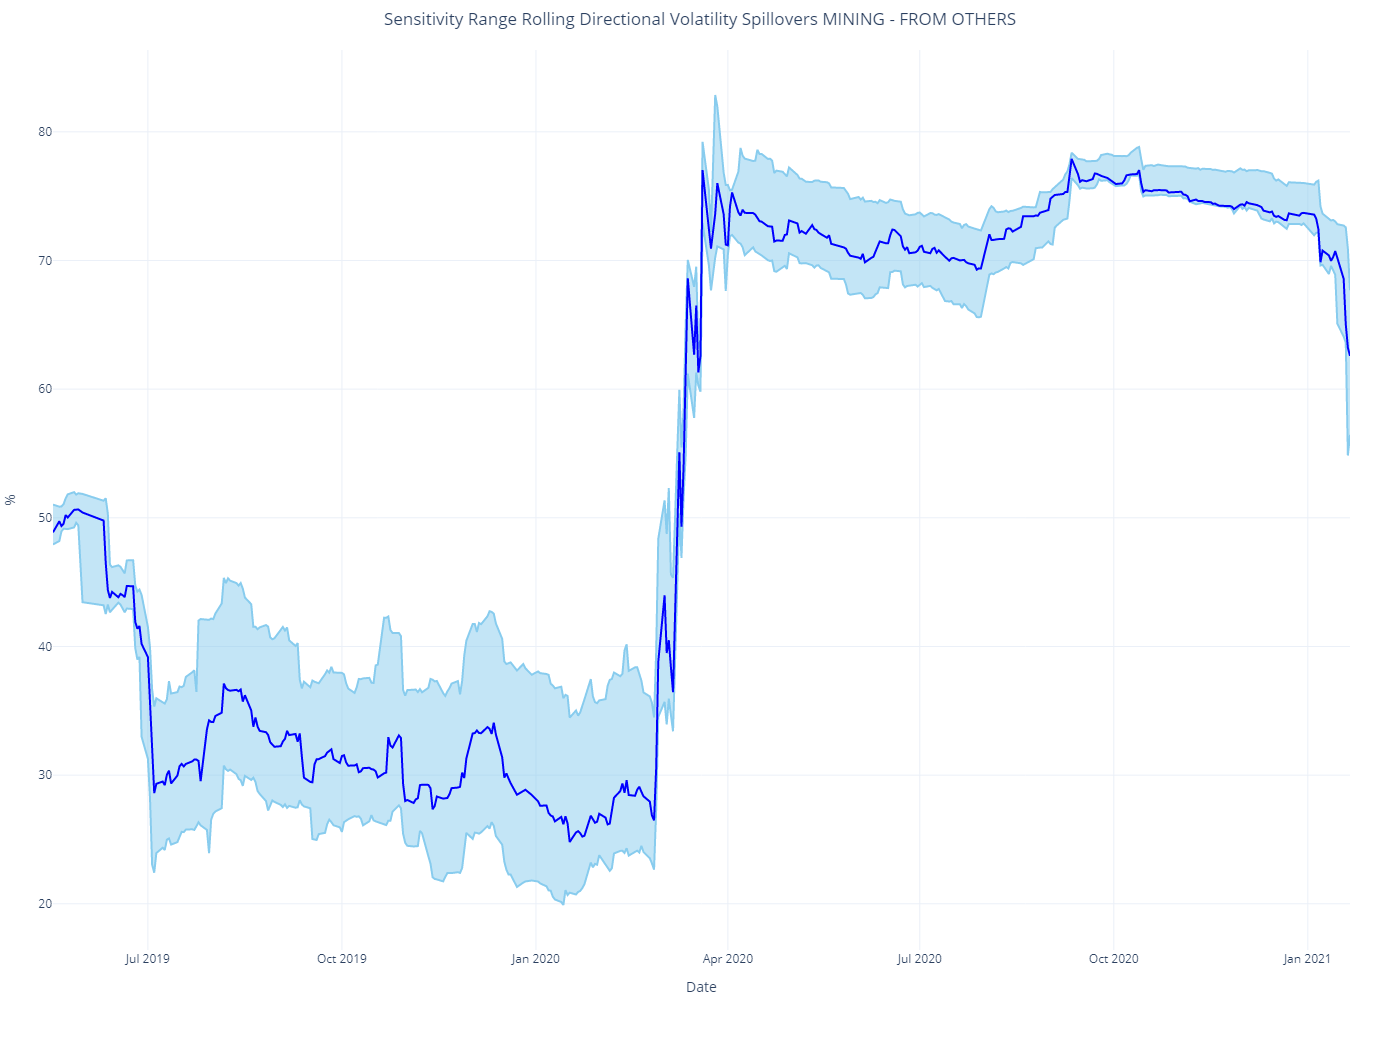 Sensitivity Range Rolling Directional Volatility Spillovers MINING - FROM OTHERS
80
70
60
50
40
30
20
%
Jul 2019
Oct 2019
Jan 2020
Apr 2020
Jul 2020
Oct 2020
Jan 2021
Date